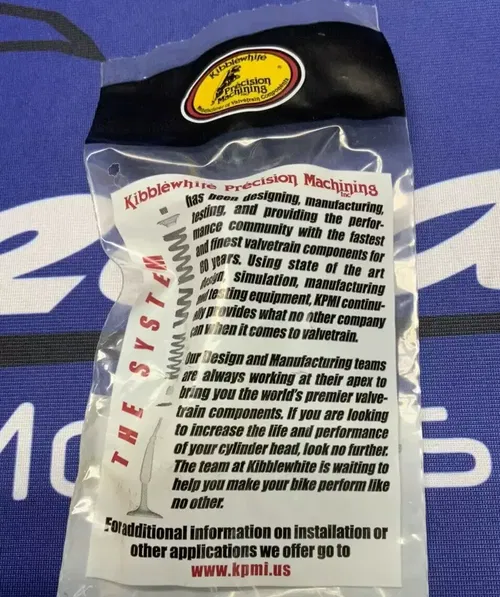 Kibblewhite
Precision
Machining
Kibblewhite Precision Machining
Inc
has been designing, manufacturing,
testing, and providing the perfor-
mance community with the fastest
and finest valvetrain components for
60 years. Using state of the art
design, simulation, manufacturing
and testing equipment, KPMI continu-
ally provides what no other company
can when it comes to valvetrain.
Our Design and Manufacturing teams
are always working at their apex to
bring you the world's premier valve-
train components. If you are looking
to increase the life and performance
of your cylinder head, look no further.
The team at Kibblewhite is waiting to
help you make your bike perform like
no other.
THE SYSTEM
For additional information on installation or
other applications we offer go to
www.kpmi.us